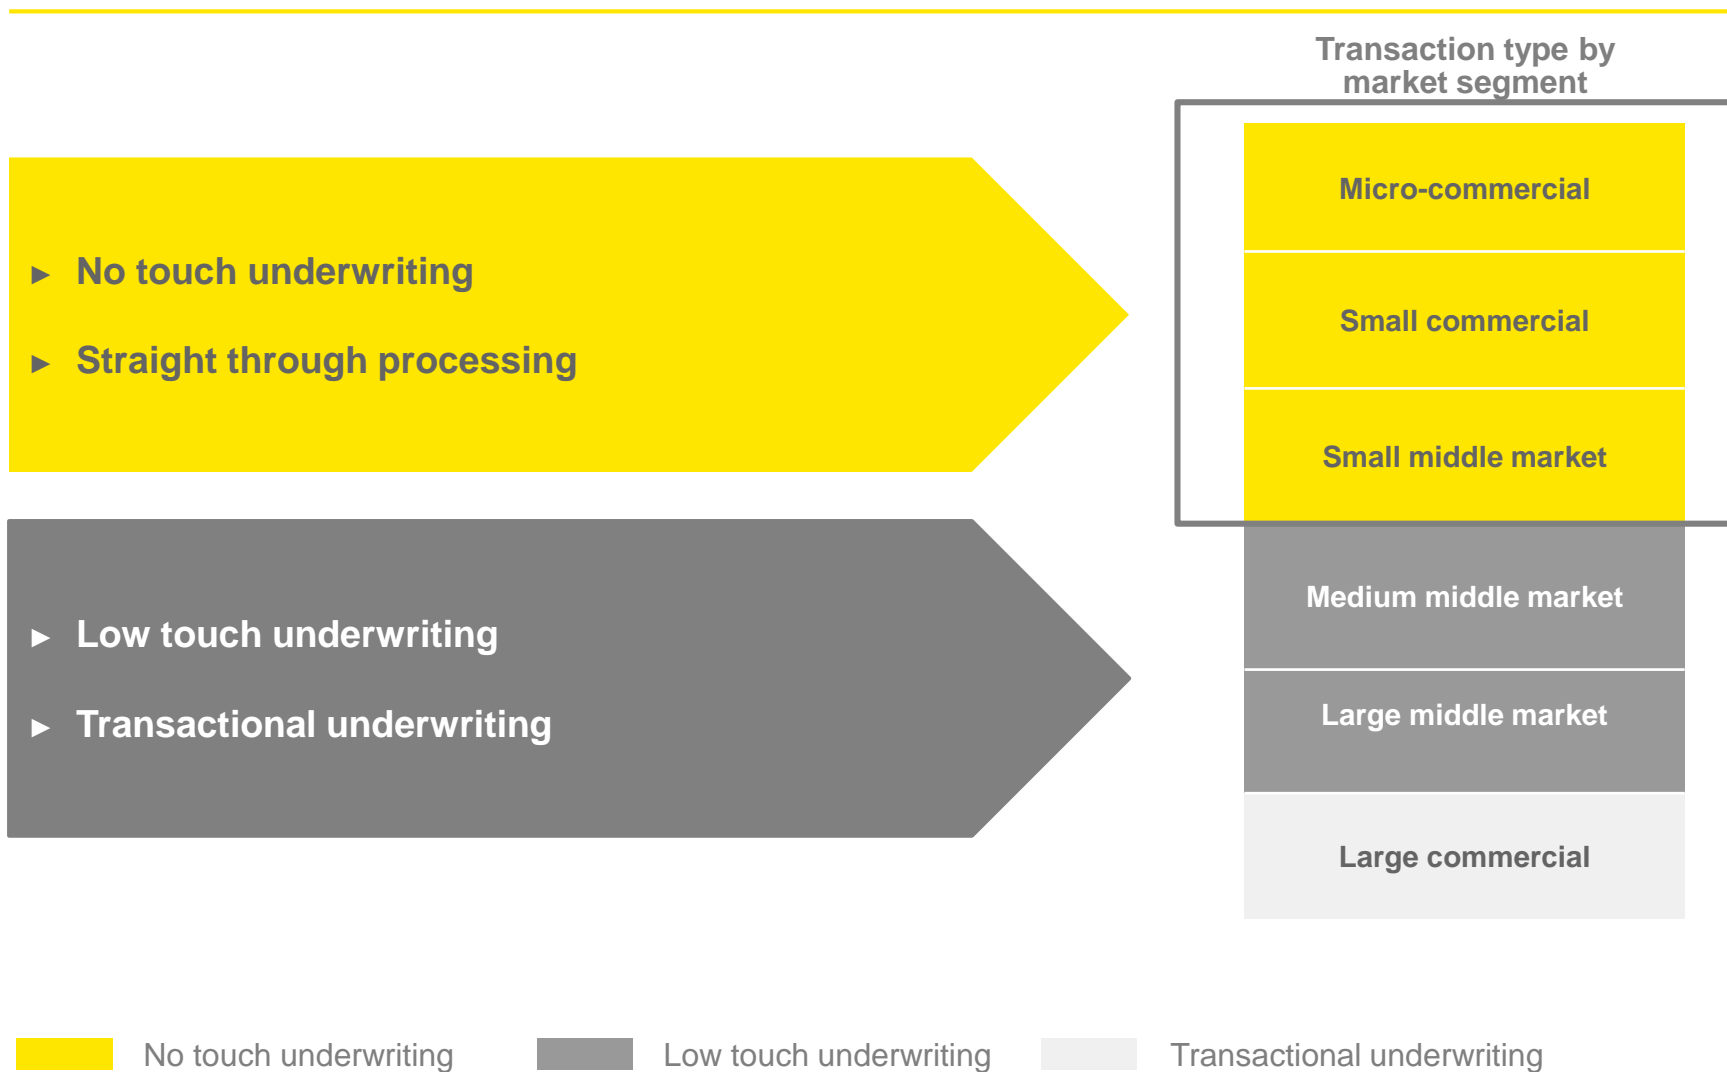 Transaction type by
market segment
► No touch underwriting
► Straight through processing
► Low touch underwriting
► Transactional underwriting
Micro-commercial
Small commercial
Small middle market
Medium middle market
Large middle market
Large commercial
No touch underwriting
Low touch underwriting
Transactional underwriting